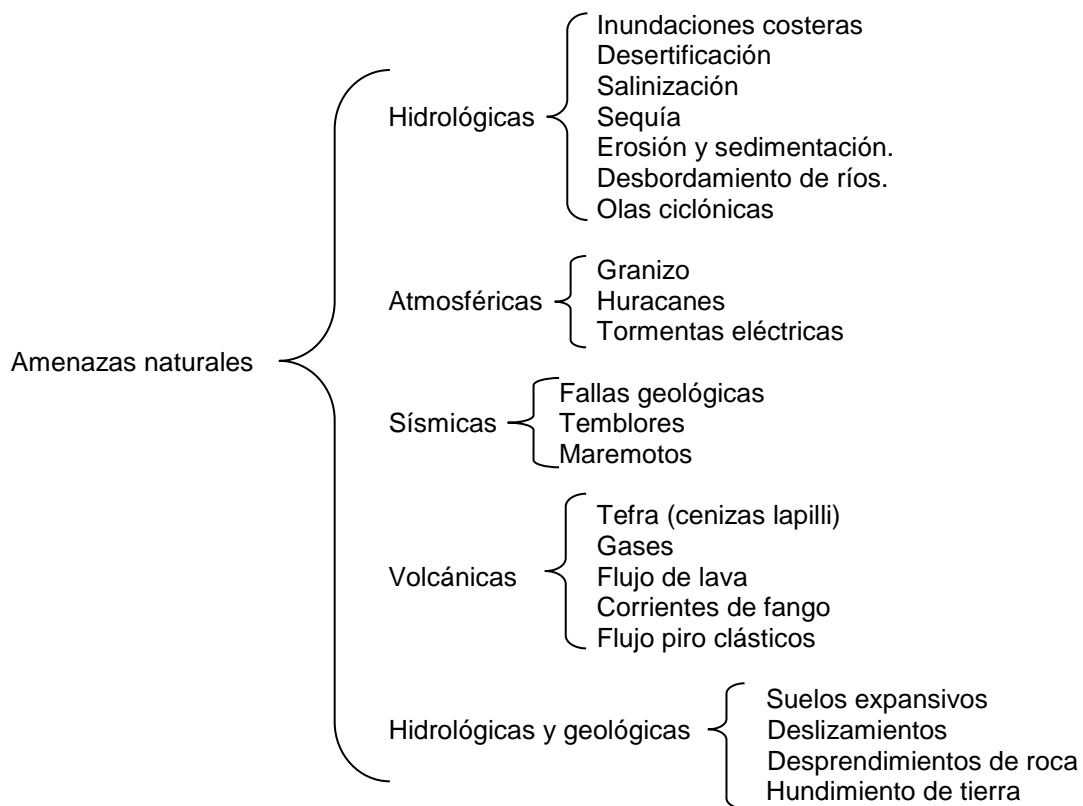 Amenazas naturales
Hidrológicas
Inundaciones costeras
Desertificación
Salinización
Sequía
Erosión y sedimentación.
Desbordamiento de ríos.
Olas ciclónicas
Atmosféricas
Granizo
Huracanes
Tormentas eléctricas
Sísmicas
Fallas geológicas
Temblores
Maremotos
Volcánicas
Tefra (cenizas lapilli)
Gases
Flujo de lava
Corrientes de fango
Flujo piro clásticos
Hidrológicas y geológicas
Suelos expansivos
Deslizamientos
Desprendimientos de roca
Hundimiento de tierra